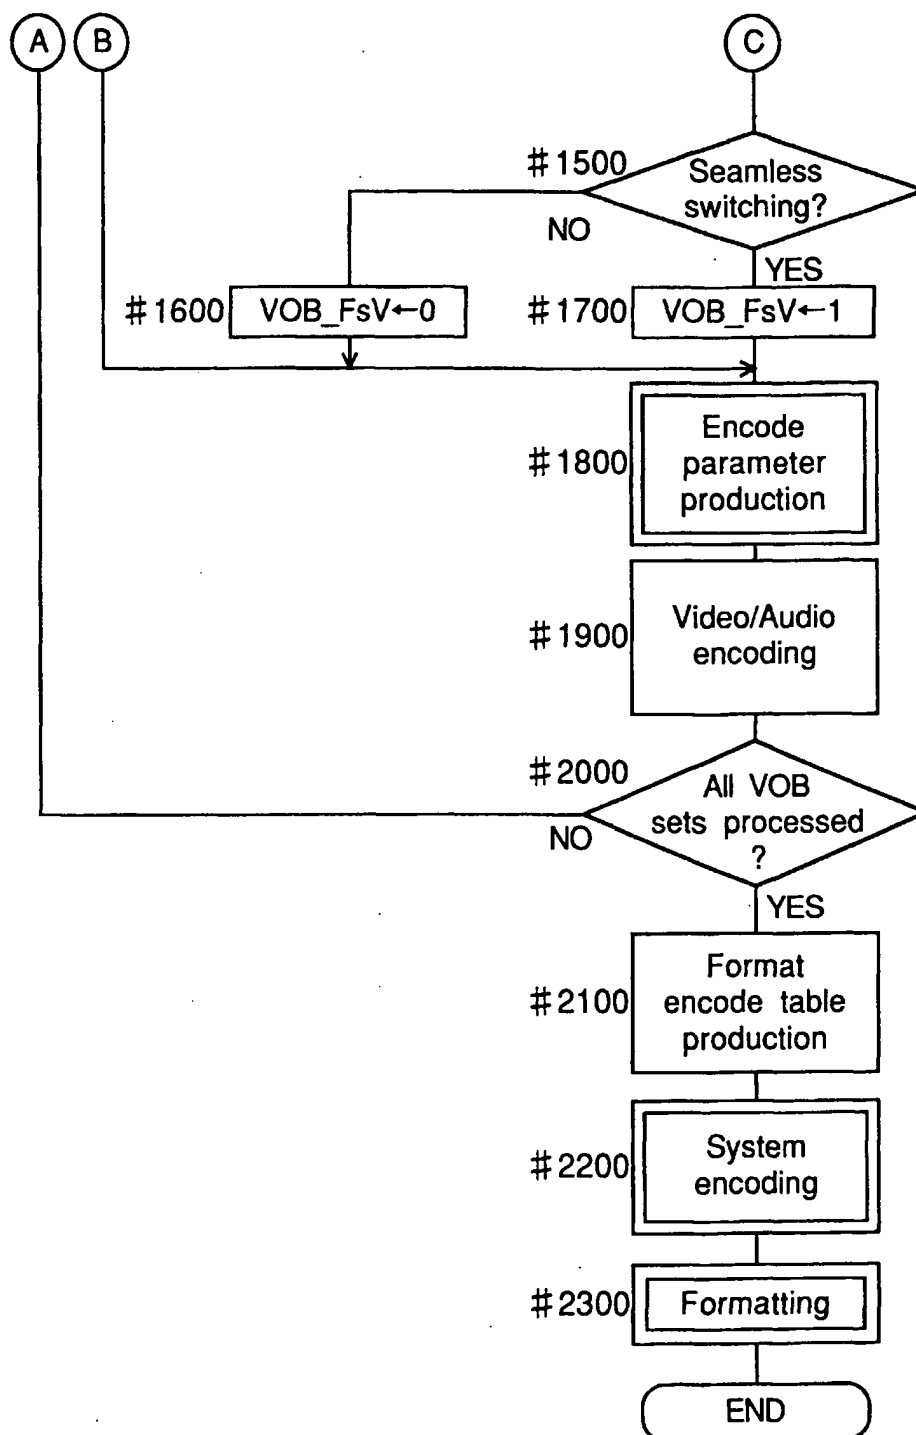 A B C
#1500
Seamless
switching?
NO
YES
#1600 VOB_FsV←0 #1700 VOB_FsV←1
#1800
Encode
parameter
production
#1900
Video/Audio
encoding
#2000
All VOB
sets processed
?
NO
YES
#2100
Format
encode table
production
#2200
System
encoding
#2300 Formatting
END